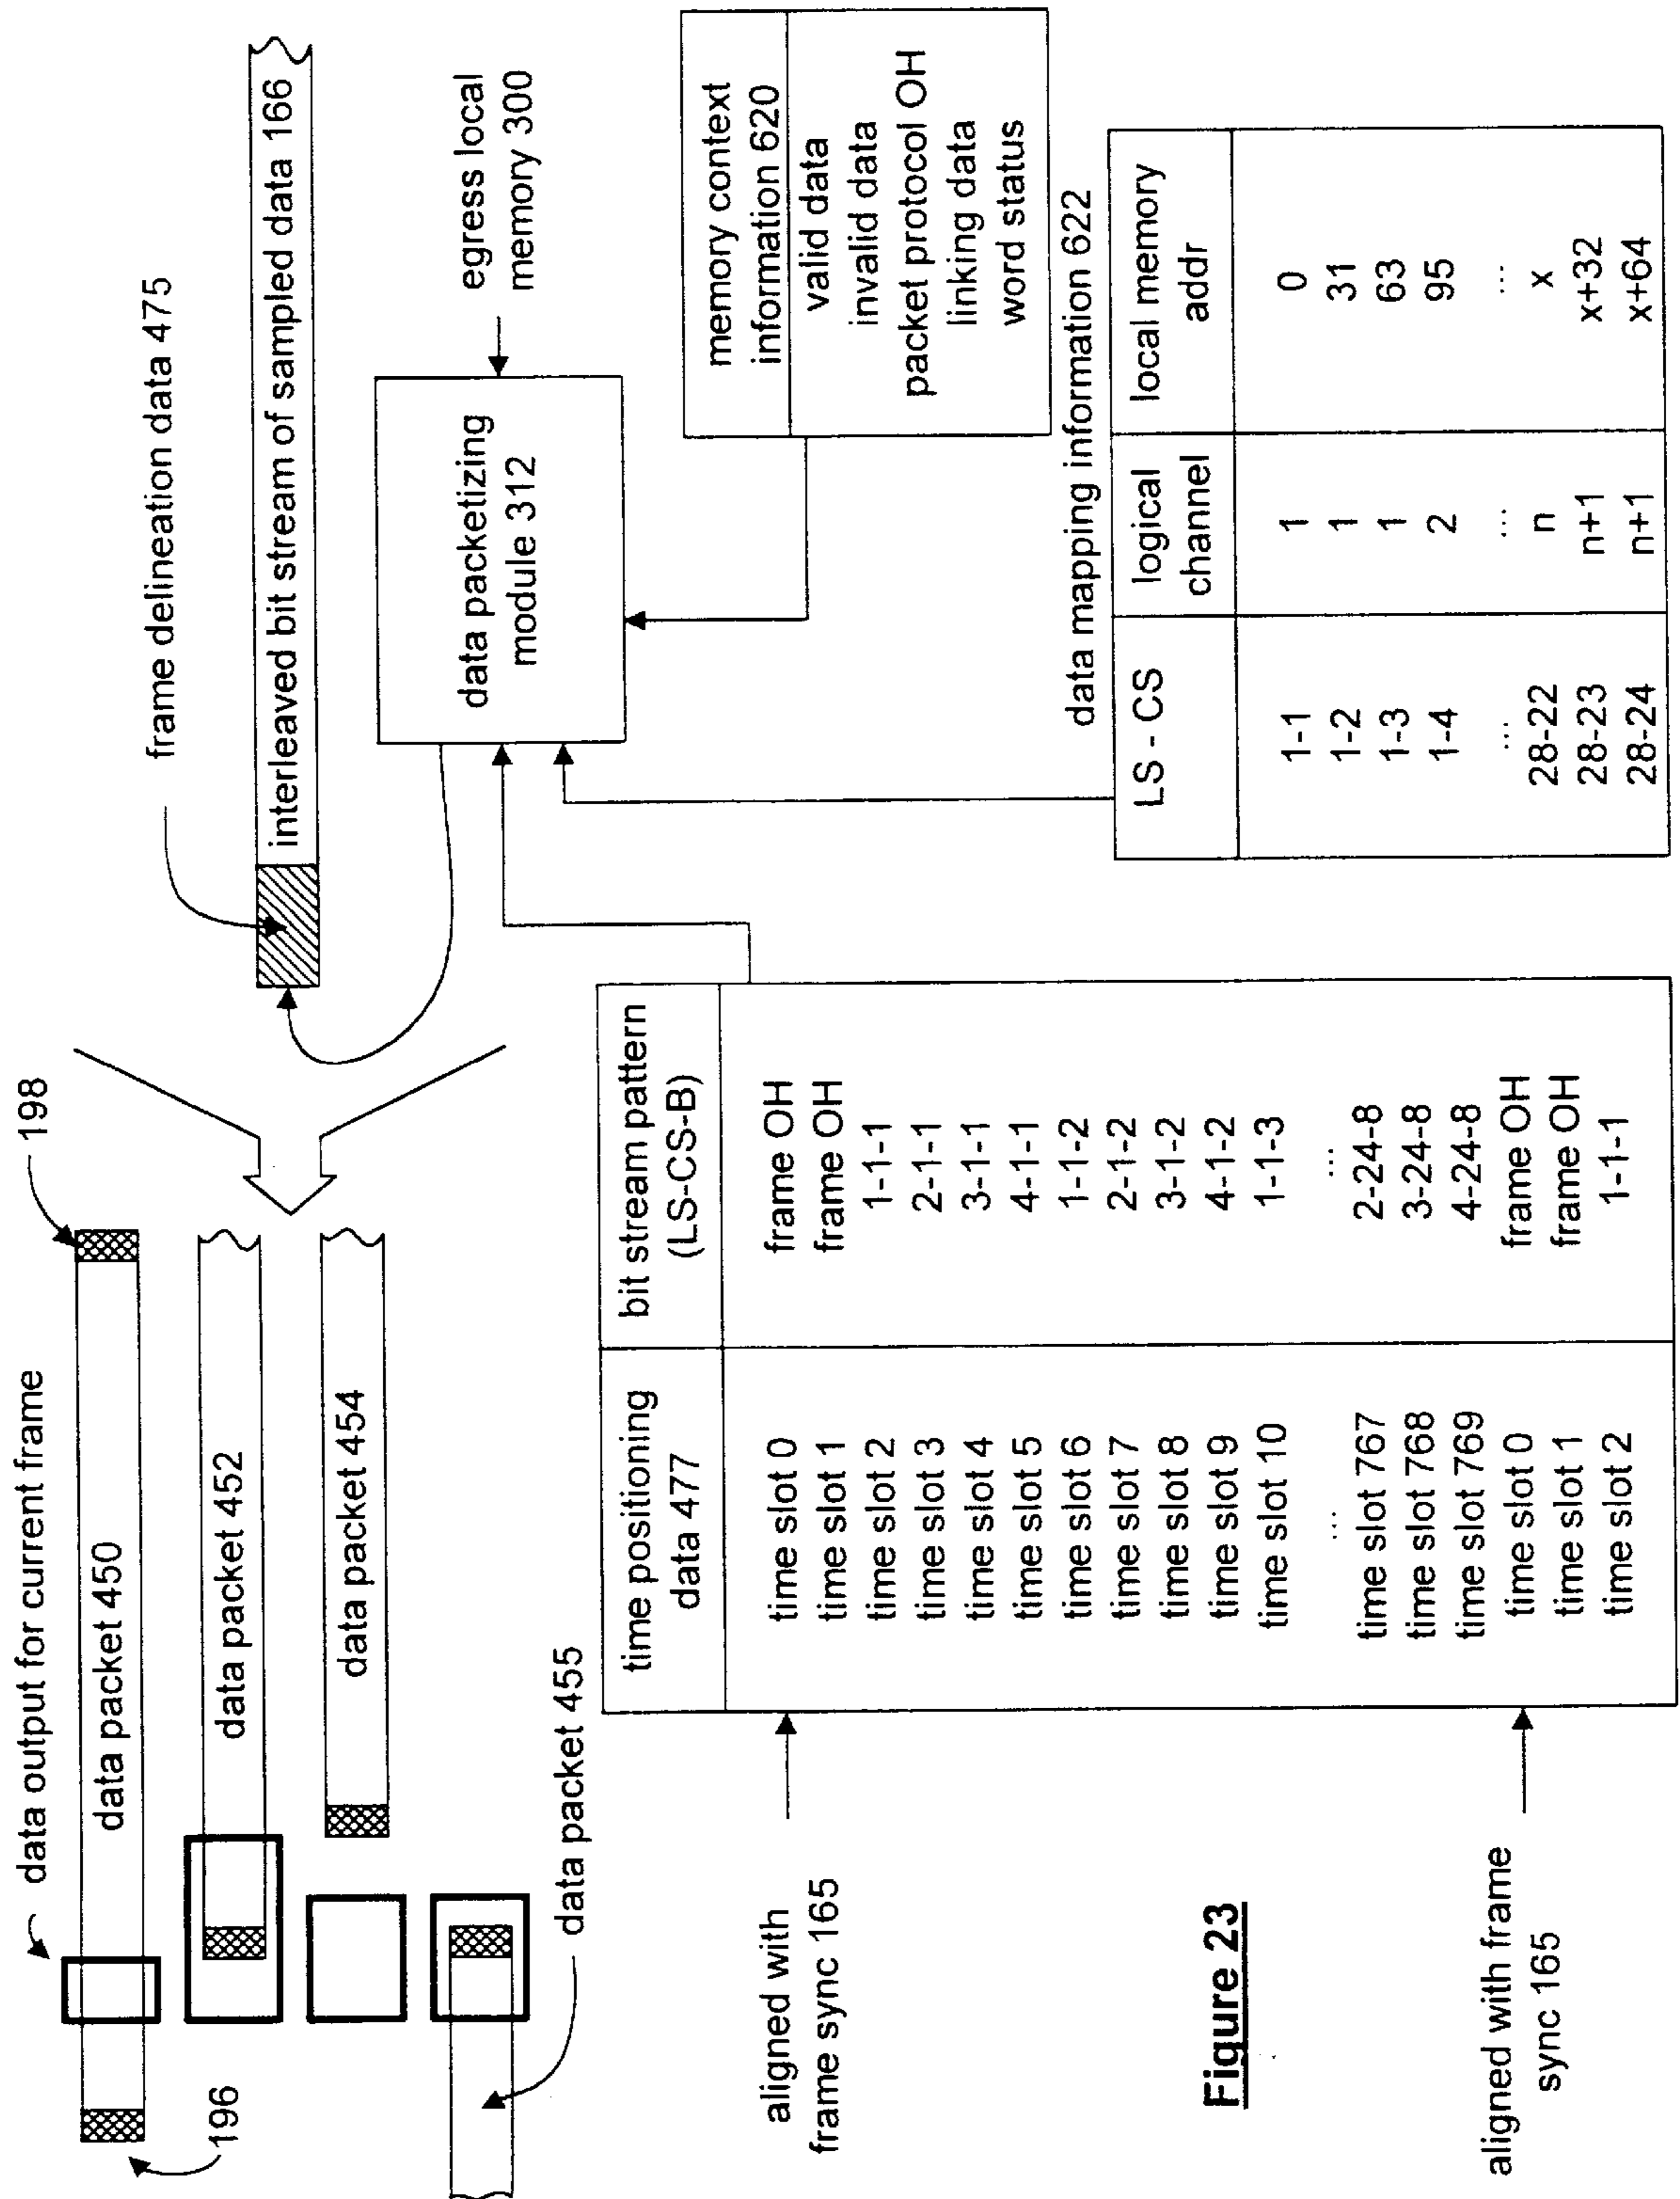 data output for current frame
198
data packet 450
data packet 452
data packet 454
196
data packet 455
frame delineation data 475
interleaved bit stream of sampled data 166
data packetizing
module 312
egress local
memory 300
memory context
information 620
valid data
invalid data
packet protocol OH
linking data
word status
time positioning
data 477
bit stream pattern
(LS-CS-B)
time slot 0 frame OH
time slot 1 frame OH
time slot 2 1-1-1
time slot 3 2-1-1
time slot 4 3-1-1
time slot 5 4-1-1
time slot 6 1-1-2
time slot 7 2-1-2
time slot 8 3-1-2
time slot 9 4-1-2
time slot 10 1-1-3
... ...
time slot 767 2-24-8
time slot 768 3-24-8
time slot 769 4-24-8
time slot 0 frame OH
time slot 1 frame OH
time slot 2 1-1-1
aligned with
frame sync 165
aligned with frame
sync 165
data mapping information 622
LS - CS
logical
channel
local memory
addr
1-1 1 0
1-2 1 31
1-3 1 63
1-4 2 95
... ... ...
28-22 n x
28-23 n+1 x+32
28-24 n+1 x+64
Figure 23